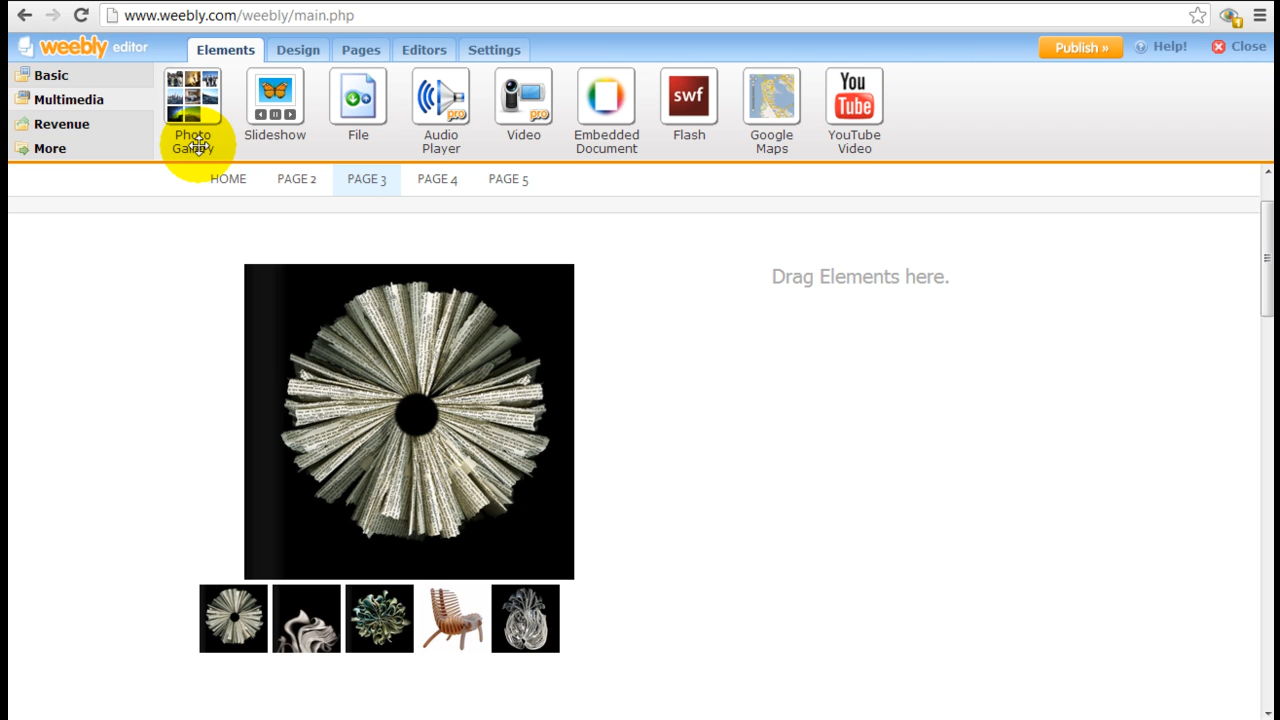 www.weebly.com/weebly/main.php
weebly editor
Elements Design Pages Editors Settings
Publish » Help! Close
Basic
Multimedia
Revenue
More
Photo Gallery
Slideshow
File
Audio Player
pro
Video
pro
Embedded Document
swf
Flash
Google Maps
You Tube
YouTube Video
HOME PAGE 2 PAGE 3 PAGE 4 PAGE 5
Drag Elements here.
1